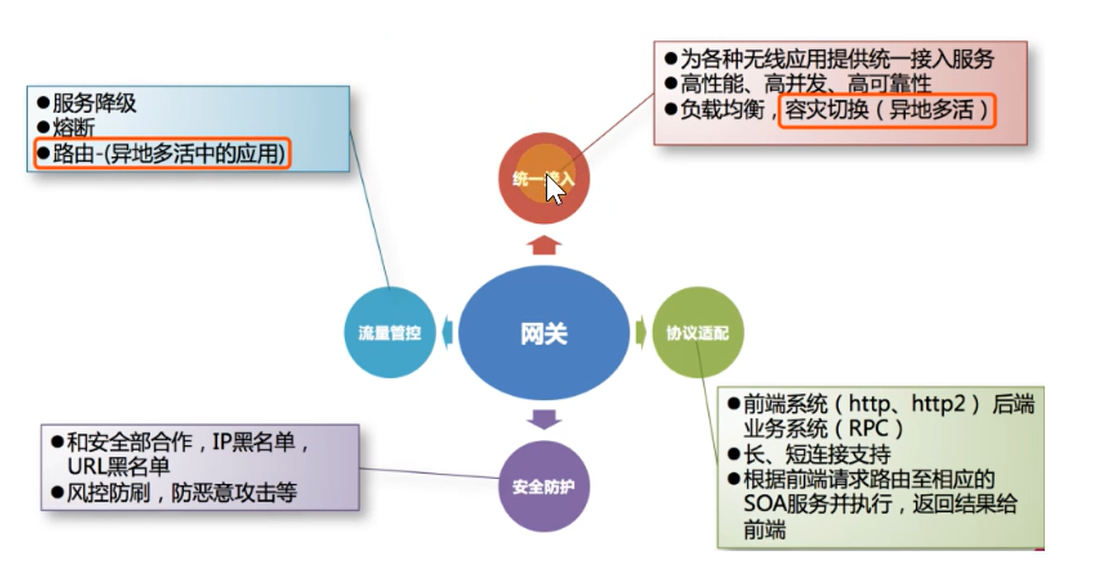 ●为各种无线应用提供统一接入服务
●高性能、高并发、高可靠性
●负载均衡，容灾切换（异地多活）
●服务降级
●熔断
●路由-(异地多活中的应用)
统一接入
流量管控
网关
协议适配
●前端系统（http、http2） 后端
业务系统（RPC）
●长、短连接支持
●根据前端请求路由至相应的
SOA服务并执行，返回结果给
前端
●和安全部合作，IP黑名单，
URL黑名单
●风控防刷，防恶意攻击等
安全防护